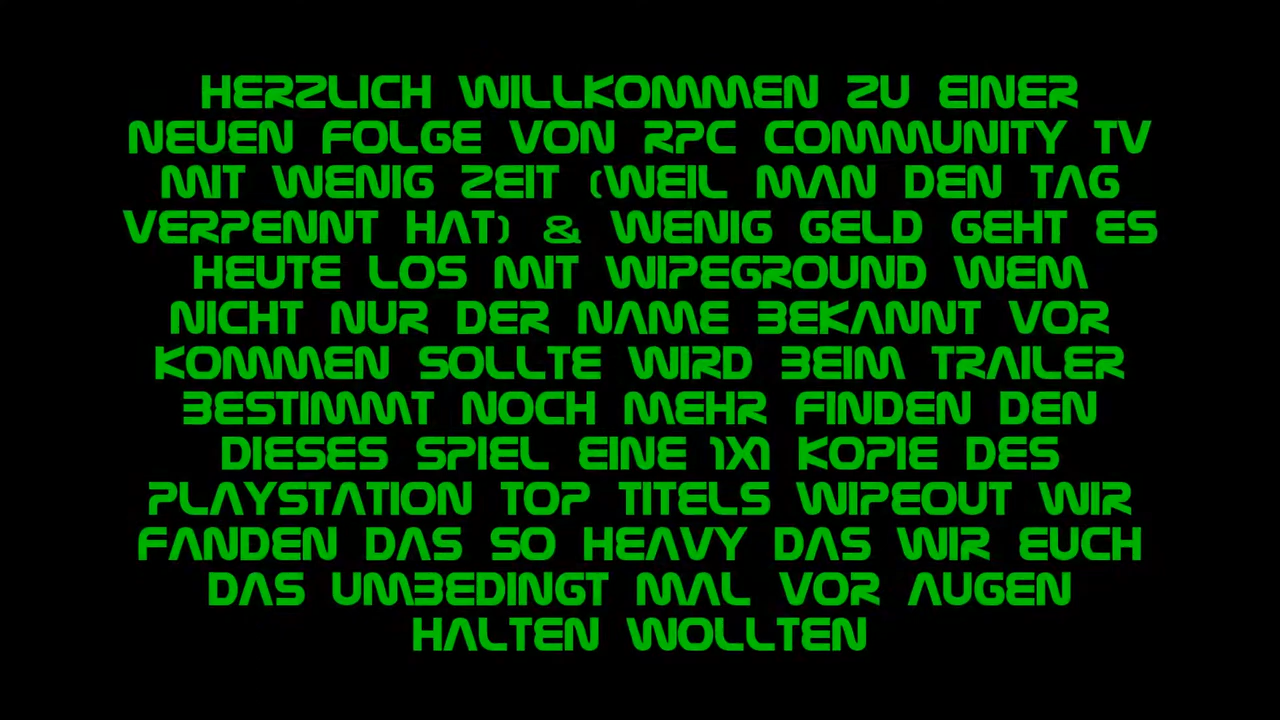 HERZLICH WILLKOMMEN ZU EINER
NEUEN FOLGE VON RPC COMMUNITY TV
MIT WENIG ZEIT (WEIL MAN DEN TAG
VERPENNT HAT) & WENIG GELD GEHT ES
HEUTE LOS MIT WIPEGROUND WEM
NICHT NUR DER NAME BEKANNT VOR
KOMMEN SOLLTE WIRD BEIM TRAILER
BESTIMMT NOCH MEHR FINDEN DEN
DIESES SPIEL EINE 1X1 KOPIE DES
PLAYSTATION TOP TITELS WIPEOUT WIR
FANDEN DAS SO HEAVY DAS WIR EUCH
DAS UMBEDINGT MAL VOR AUGEN
HALTEN WOLLTEN